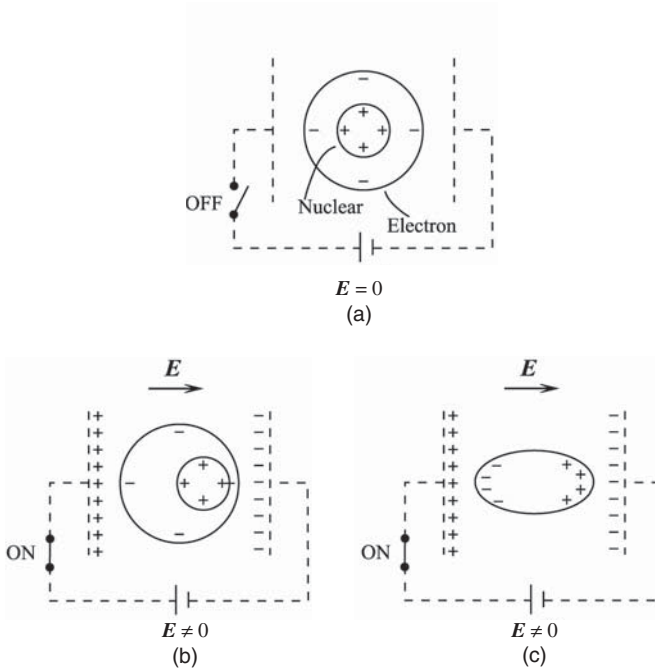 OFF
Nuclear
Electron
E = 0
(a)
E
E
ON
ON
E ≠ 0
E ≠ 0
(b)
(c)